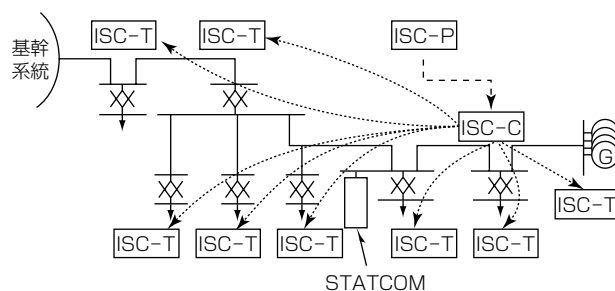 ISC-T
ISC-T
ISC-P
基幹
系統
ISC-C
G
ISC-T
ISC-T
ISC-T
ISC-T
ISC-T
ISC-T
STATCOM